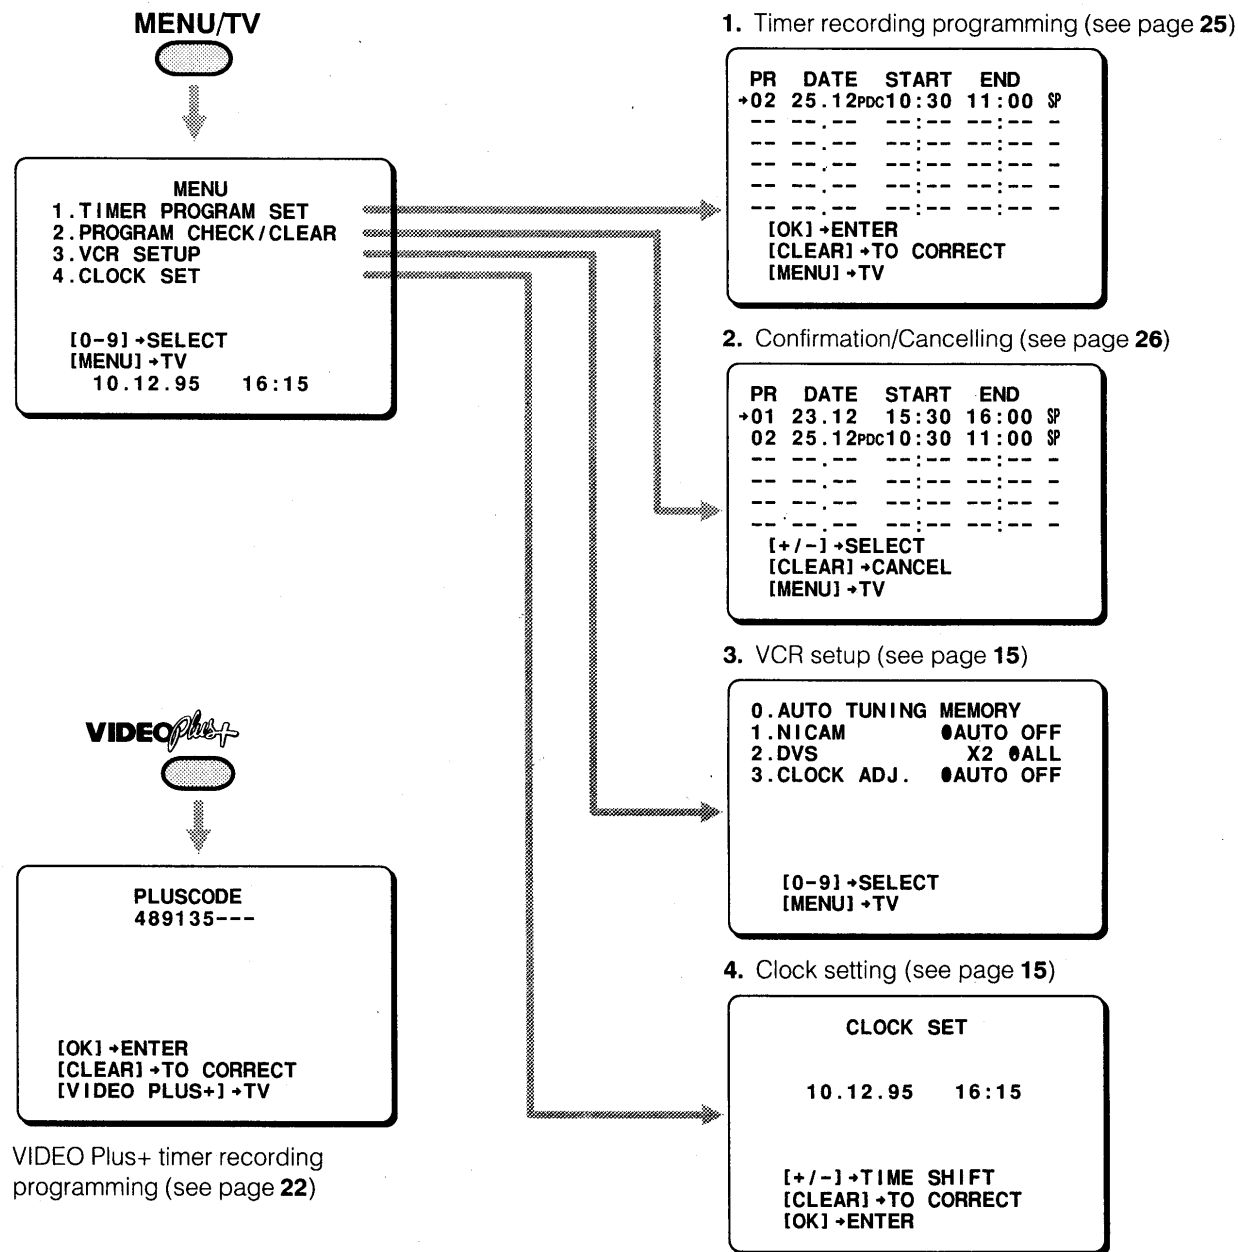 MENU/TV
MENU
1.TIMER PROGRAM SET
2.PROGRAM CHECK/CLEAR
3.VCR SETUP
4.CLOCK SET
[0-9]→SELECT
[MENU]→TV
10.12.95 16:15
1. Timer recording programming (see page 25)
PR DATE START END
→02 25.12PDC10:30 11:00 SP
-- --.-- --:-- --:-- -
-- --.-- --:-- --:-- -
-- --.-- --:-- --:-- -
-- --.-- --:-- --:-- -
-- --.-- --:-- --:-- -
[OK]→ENTER
[CLEAR]→TO CORRECT
[MENU]→TV
2. Confirmation/Cancelling (see page 26)
PR DATE START END
→01 23.12 15:30 16:00 SP
02 25.12PDC10:30 11:00 SP
-- --.-- --:-- --:-- -
-- --.-- --:-- --:-- -
-- --.-- --:-- --:-- -
-- --.-- --:-- --:-- -
[+/-]→SELECT
[CLEAR]→CANCEL
[MENU]→TV
3. VCR setup (see page 15)
0.AUTO TUNING MEMORY
1.NICAM ●AUTO OFF
2.DVS X2 ●ALL
3.CLOCK ADJ. ●AUTO OFF
[0-9]→SELECT
[MENU]→TV
4. Clock setting (see page 15)
CLOCK SET
10.12.95 16:15
[+/-]→TIME SHIFT
[CLEAR]→TO CORRECT
[OK]→ENTER
VIDEO Plus+
PLUSCODE
489135---
[OK]→ENTER
[CLEAR]→TO CORRECT
[VIDEO PLUS+]→TV
VIDEO Plus+ timer recording
programming (see page 22)